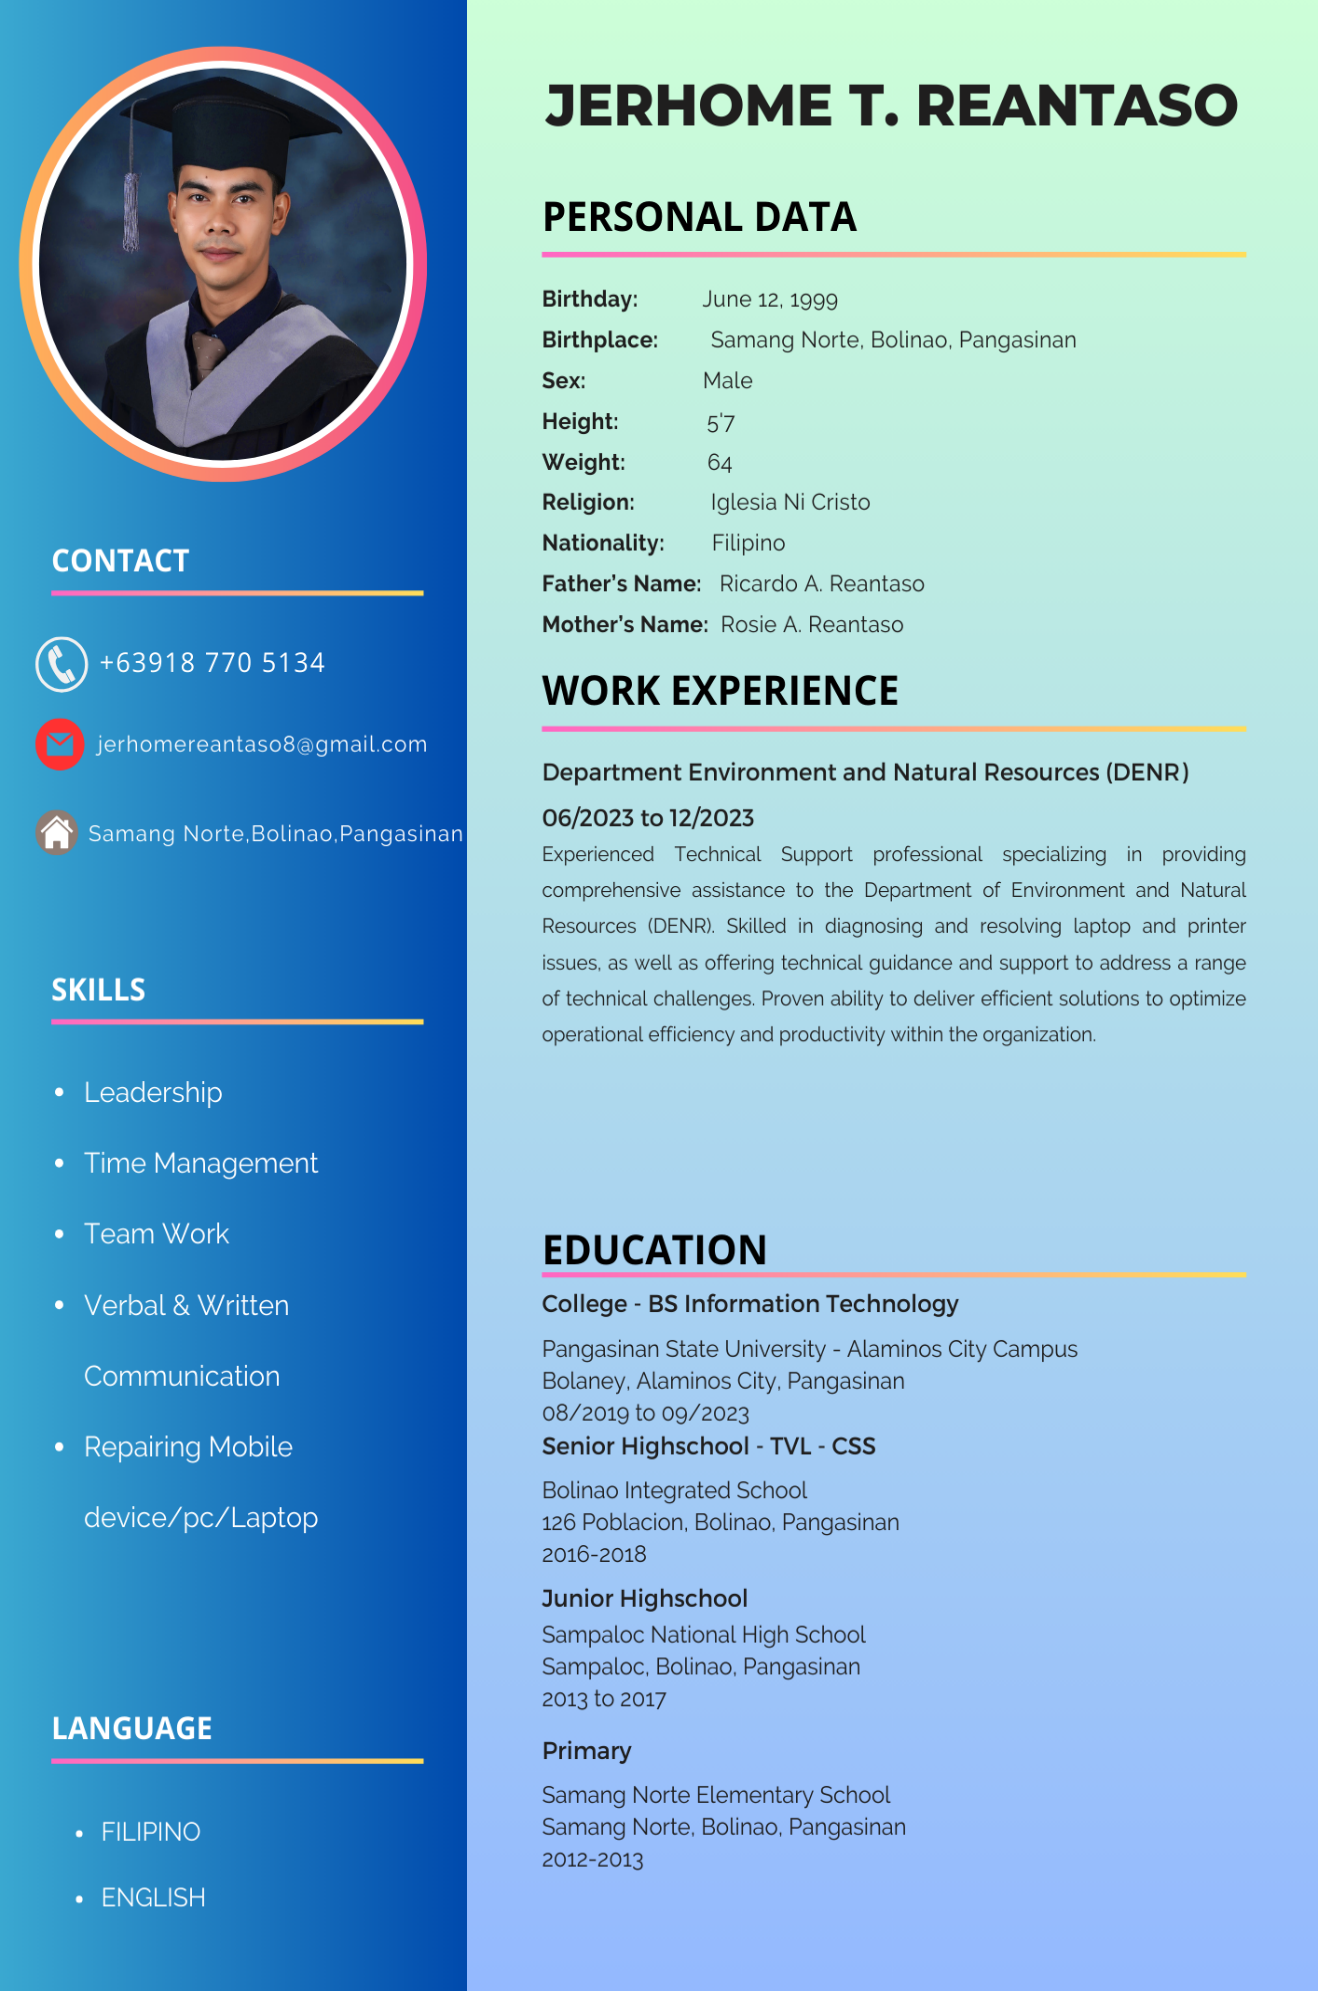 JERHOME T. REANTASO
CONTACT
+63918 770 5134
jerhomereantaso8@gmail.com
Samang Norte,Bolinao,Pangasinan
SKILLS
• Leadership
• Time Management
• Team Work
• Verbal & Written
Communication
• Repairing Mobile
device/pc/Laptop
LANGUAGE
• FILIPINO
• ENGLISH
PERSONAL DATA
Birthday: June 12, 1999
Birthplace: Samang Norte, Bolinao, Pangasinan
Sex: Male
Height: 5'7
Weight: 64
Religion: Iglesia Ni Cristo
Nationality: Filipino
Father's Name: Ricardo A. Reantaso
Mother's Name: Rosie A. Reantaso
WORK EXPERIENCE
Department Environment and Natural Resources (DENR)
06/2023 to 12/2023
Experienced Technical Support professional specializing in providing
comprehensive assistance to the Department of Environment and Natural
Resources (DENR). Skilled in diagnosing and resolving laptop and printer
issues, as well as offering technical guidance and support to address a range
of technical challenges. Proven ability to deliver efficient solutions to optimize
operational efficiency and productivity within the organization.
EDUCATION
College - BS Information Technology
Pangasinan State University - Alaminos City Campus
Bolaney, Alaminos City, Pangasinan
08/2019 to 09/2023
Senior Highschool - TVL - CSS
Bolinao Integrated School
126 Poblacion, Bolinao, Pangasinan
2016-2018
Junior Highschool
Sampaloc National High School
Sampaloc, Bolinao, Pangasinan
2013 to 2017
Primary
Samang Norte Elementary School
Samang Norte, Bolinao, Pangasinan
2012-2013